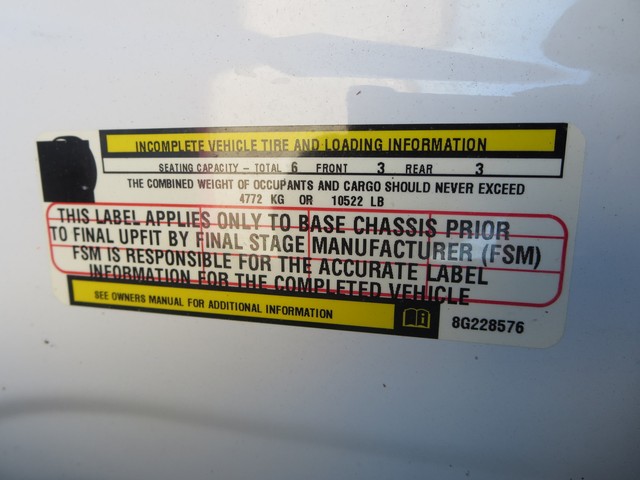 INCOMPLETE VEHICLE TIRE AND LOADING INFORMATION
SEATING CAPACITY - TOTAL 6 FRONT 3 REAR 3
THE COMBINED WEIGHT OF OCCUPANTS AND CARGO SHOULD NEVER EXCEED
4772 KG OR 10522 LB
THIS LABEL APPLIES ONLY TO BASE CHASSIS PRIOR
TO FINAL UPFIT BY FINAL STAGE MANUFACTURER (FSM)
FSM IS RESPONSIBLE FOR THE ACCURATE LABEL
INFORMATION FOR THE COMPLETED VEHICLE
SEE OWNERS MANUAL FOR ADDITIONAL INFORMATION
8G228576